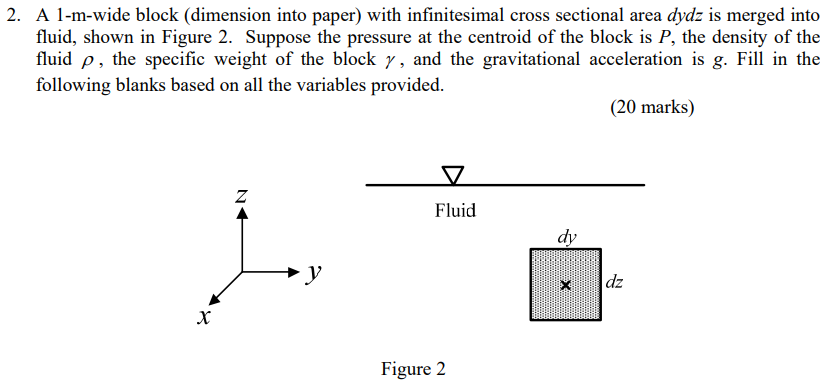 2. A 1-m-wide block (dimension into paper) with infinitesimal cross sectional area dydz is merged into
fluid, shown in Figure 2. Suppose the pressure at the centroid of the block is P, the density of the
fluid ρ, the specific weight of the block γ, and the gravitational acceleration is g. Fill in the
following blanks based on all the variables provided.
(20 marks)
z
Fluid
dy
y
dz
x
Figure 2